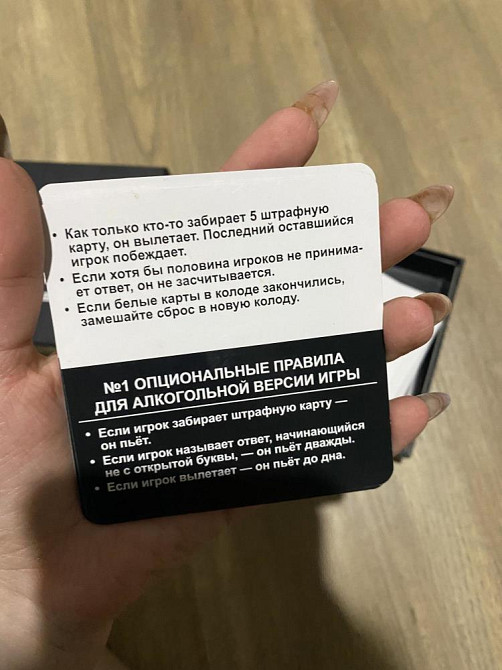 • Как только кто-то забирает 5 штрафную
карту, он вылетает. Последний оставшийся
игрок побеждает.
• Если хотя бы половина игроков не принима-
ет ответ, он не засчитывается.
• Если белые карты в колоде закончились,
замешайте сброс в новую колоду.
№1 ОПЦИОНАЛЬНЫЕ ПРАВИЛА
ДЛЯ АЛКОГОЛЬНОЙ ВЕРСИИ ИГРЫ
• Если игрок забирает штрафную карту —
он пьёт.
• Если игрок называет ответ, начинающийся
не с открытой буквы, — он пьёт дважды.
• Если игрок вылетает — он пьёт до дна.